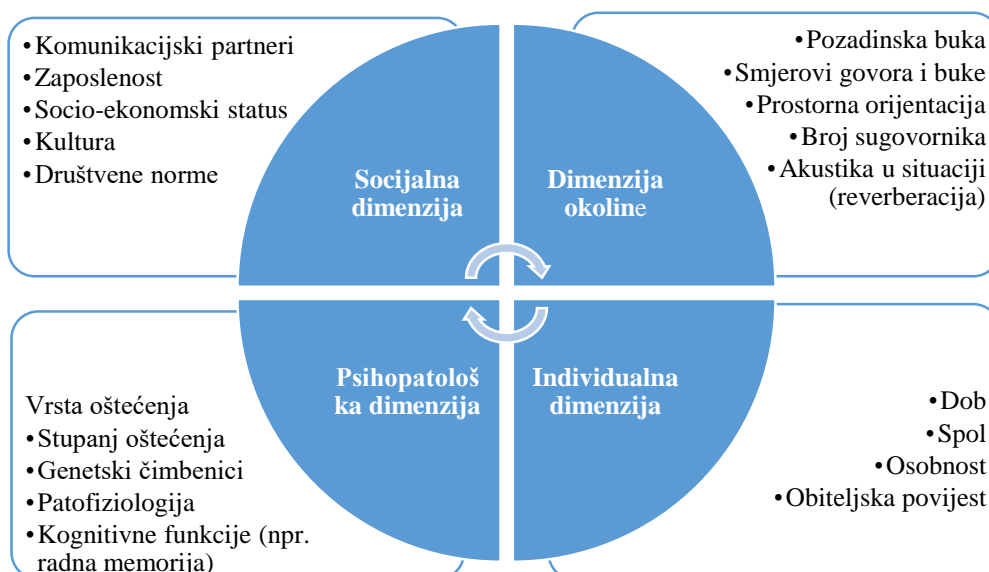 •Komunikacijski partneri
•Zaposlenost
•Socio-ekonomski status
•Kultura
•Društvene norme
Socijalna
dimenzija
Dimenzija
okoline
•Pozadinska buka
•Smjerovi govora i buke
•Prostorna orijentacija
•Broj sugovornika
•Akustika u situaciji
(reverberacija)
Vrsta oštećenja
•Stupanj oštećenja
•Genetski čimbenici
•Patofiziologija
•Kognitivne funkcije (npr.
radna memorija)
Psihopatološ
ka dimenzija
Individualna
dimenzija
•Dob
•Spol
•Osobnost
•Obiteljska povijest